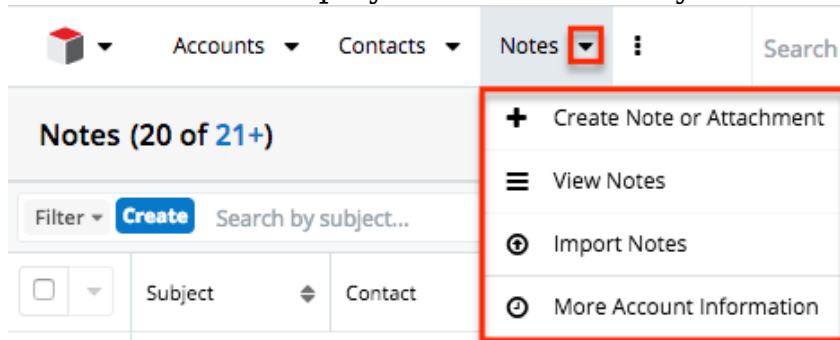 Accounts Contacts Notes Search
Notes (20 of 21+)
Create Note or Attachment
View Notes
Import Notes
More Account Information
Filter Create Search by subject...
Subject Contact